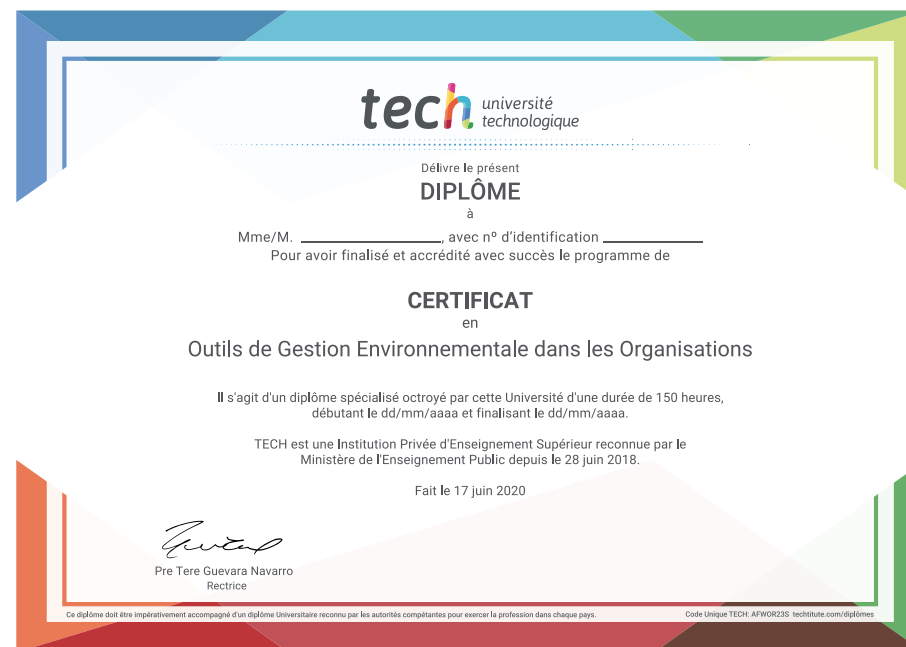 tech université
technologique
Délivre le présent
DIPLÔME
à
Mme/M. ____________________, avec nº d'identification ______________
Pour avoir finalisé et accrédité avec succès le programme de
CERTIFICAT
en
Outils de Gestion Environnementale dans les Organisations
Il s'agit d'un diplôme spécialisé octroyé par cette Université d'une durée de 150 heures,
débutant le dd/mm/aaaa et finalisant le dd/mm/aaaa.
TECH est une Institution Privée d'Enseignement Supérieur reconnue par le
Ministère de l'Enseignement Public depuis le 28 juin 2018.
Fait le 17 juin 2020
Pre Tere Guevara Navarro
Rectrice
Ce diplôme doit être impérativement accompagné d'un diplôme Universitaire reconnu par les autorités compétantes pour exercer la profession dans chaque pays.
Code Unique TECH: AFWOR23S techtitute.com/diplômes